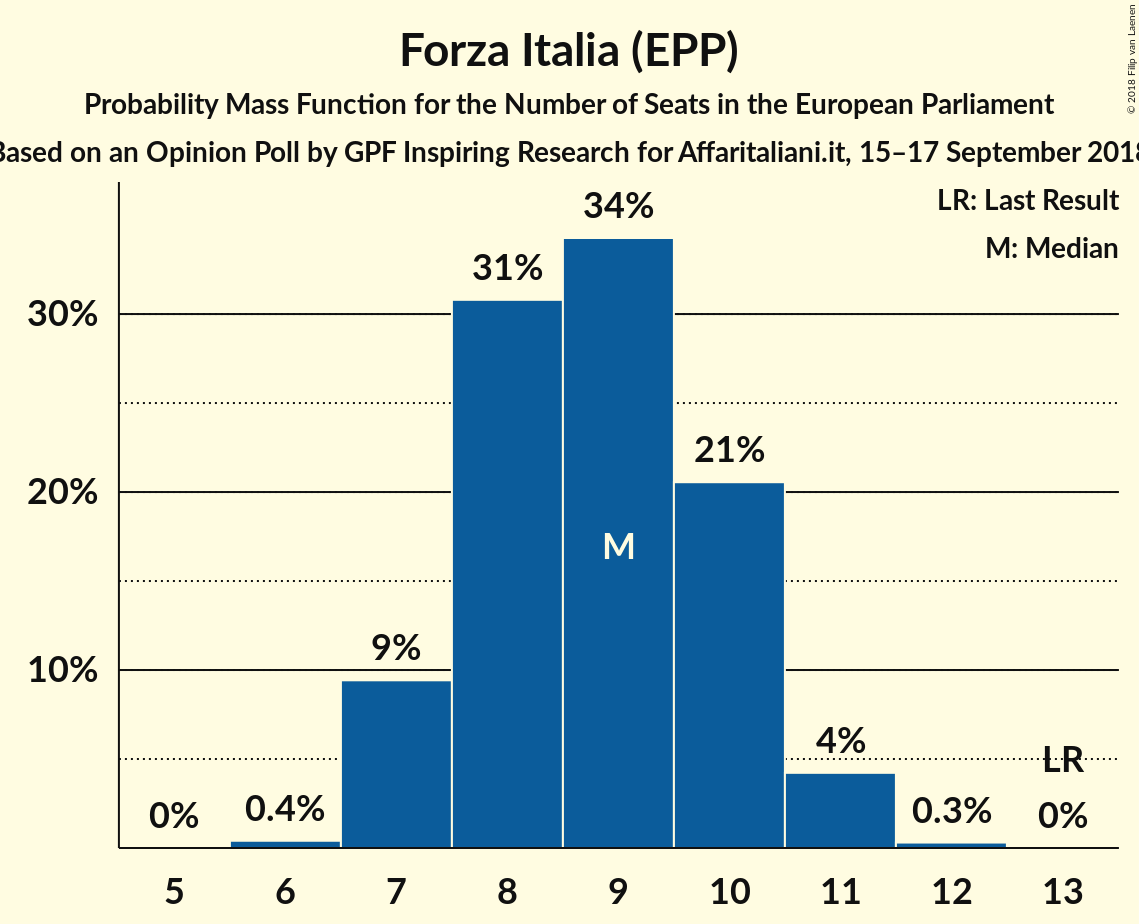 Forza Italia (EPP)
Probability Mass Function for the Number of Seats in the European Parliament
Based on an Opinion Poll by GPF Inspiring Research for Affaritaliani.it, 15–17 September 2018
© 2018 Filip van Laenen
LR: Last Result
M: Median
34%
31%
30%
21%
20%
M
9%
10%
4%
LR
0%
0.4%
0.3%
0%
5 6 7 8 9 10 11 12 13